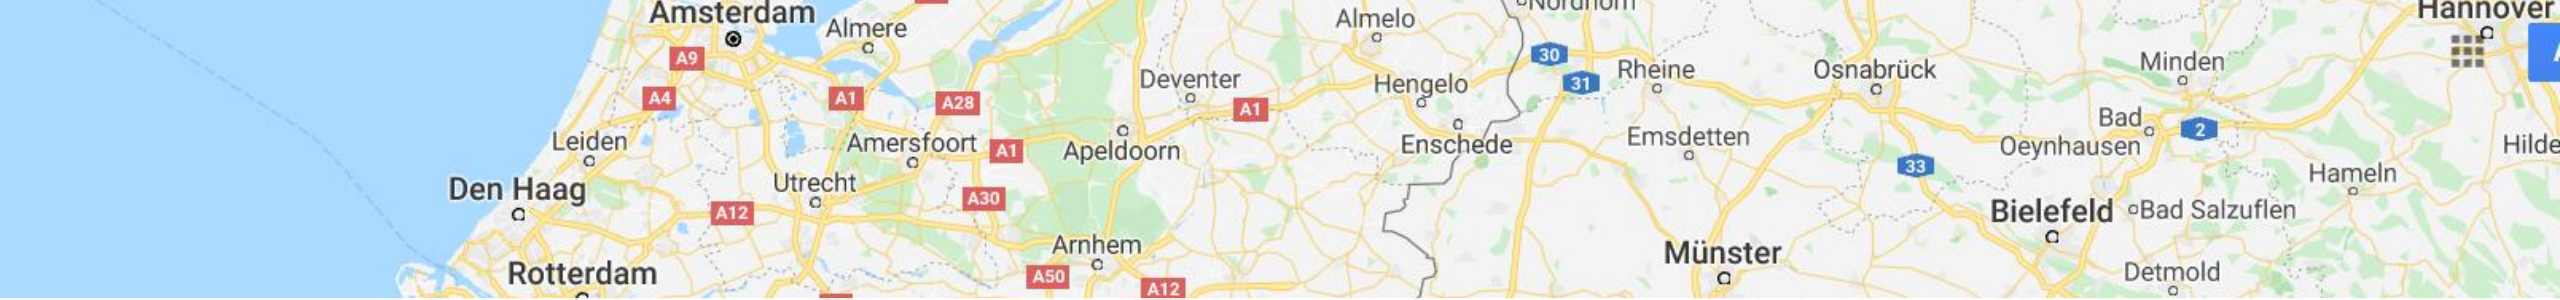 Amsterdam
Almere
Almelo
Nordhorn
Hannover
A9
30
Rheine
Osnabrück
Minden
A4
A1
A28
Deventer
A1
Hengelo
31
Bad
Oeynhausen
2
Leiden
Amersfoort
A1
Apeldoorn
Enschede
Emsdetten
33
Hilde
Den Haag
Utrecht
A30
Hameln
A12
Bielefeld
Bad Salzuflen
Rotterdam
Arnhem
A50
A12
Münster
Detmold